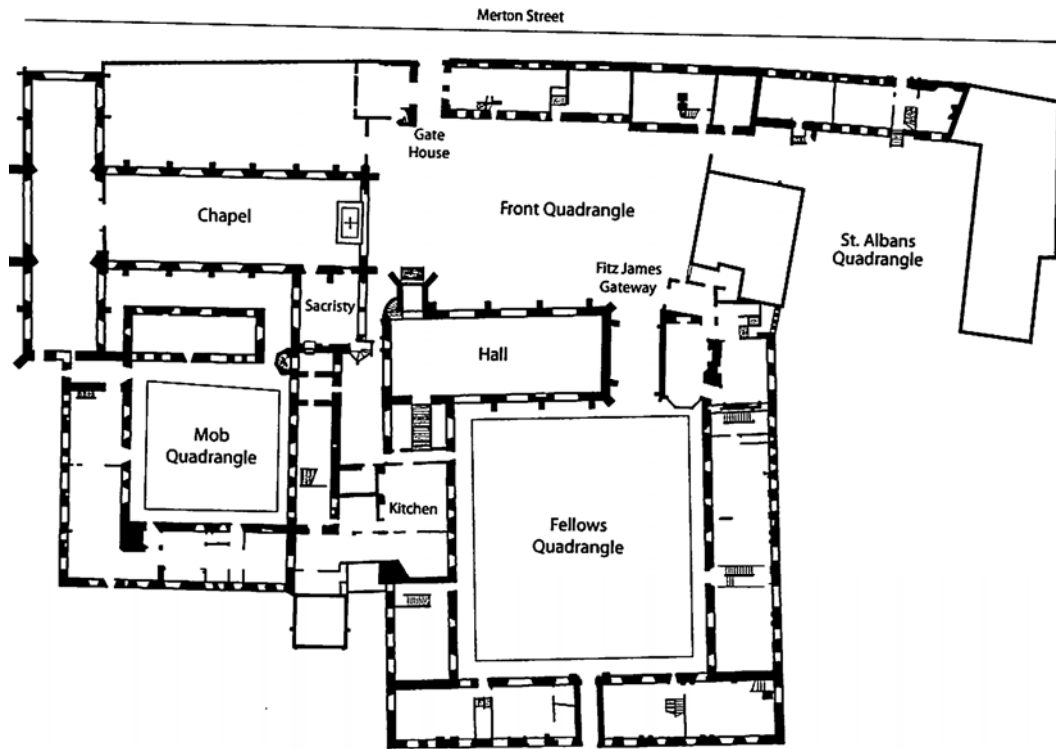 Merton Street
Gate
House
Chapel
Front Quadrangle
St. Albans
Quadrangle
Fitz James
Gateway
Sacristy
Hall
Mob
Quadrangle
Kitchen
Fellows
Quadrangle